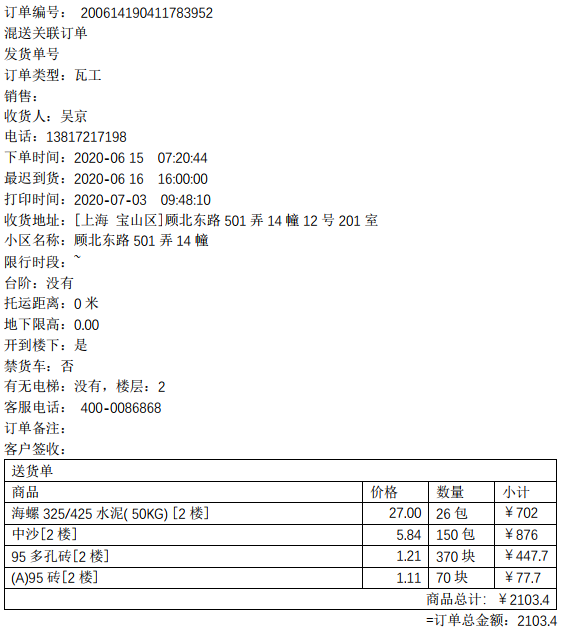 订单编号： 200614190411783952
混送关联订单
发货单号
订单类型：瓦工
销售：
收货人：吴京
电话：13817217198
下单时间：2020-06 15 07:20:44
最迟到货：2020-06 16 16:00:00
打印时间：2020-07-03 09:48:10
收货地址：[上海 宝山区]顾北东路 501 弄 14 幢 12 号 201 室
小区名称：顾北东路 501 弄 14 幢
限行时段：~
台阶：没有
托运距离：0 米
地下限高：0.00
开到楼下：是
禁货车：否
有无电梯：没有，楼层：2
客服电话： 400-0086868
订单备注：
客户签收：
送货单
商品 价格 数量 小计
海螺 325/425 水泥( 50KG) [2 楼] 27.00 26 包 ￥702
中沙[2 楼] 5.84 150 包 ￥876
95 多孔砖[2 楼] 1.21 370 块 ￥447.7
(A)95 砖[2 楼] 1.11 70 块 ￥77.7
商品总计：￥2103.4
=订单总金额：2103.4